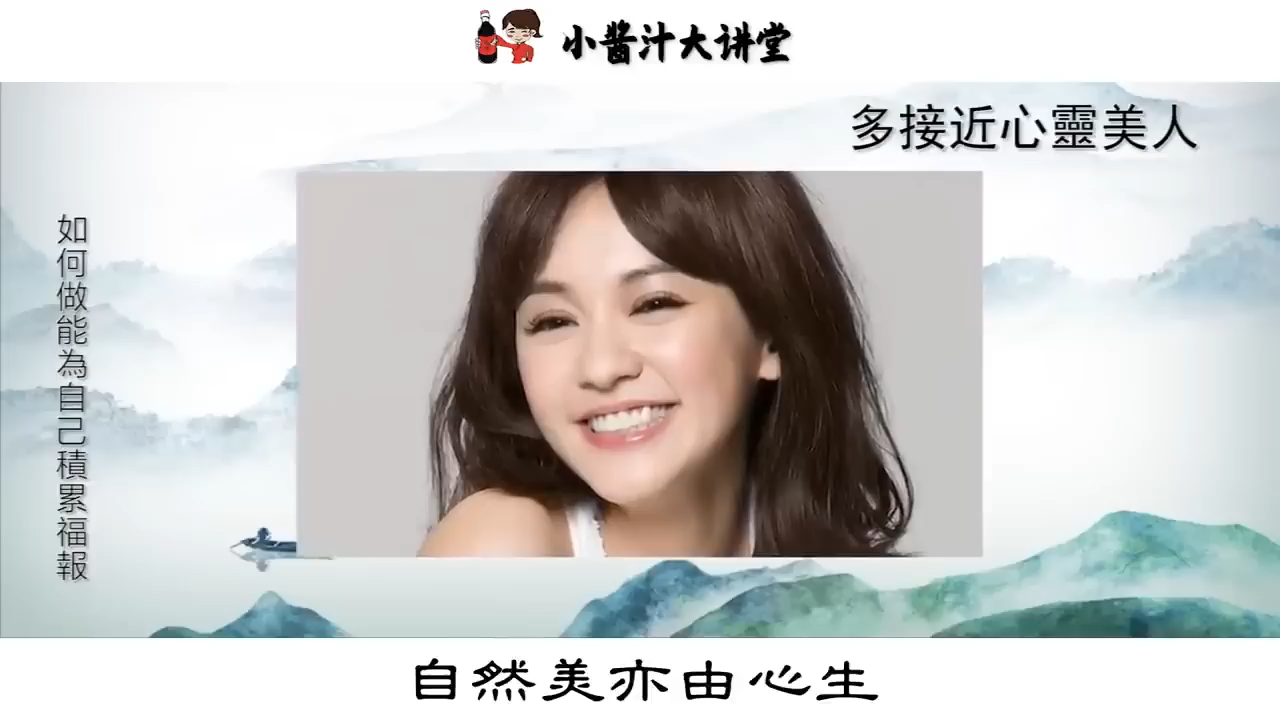 小醬汁大讲堂
多接近心靈美人
如何做能為自己積累福報
自然美亦由心生